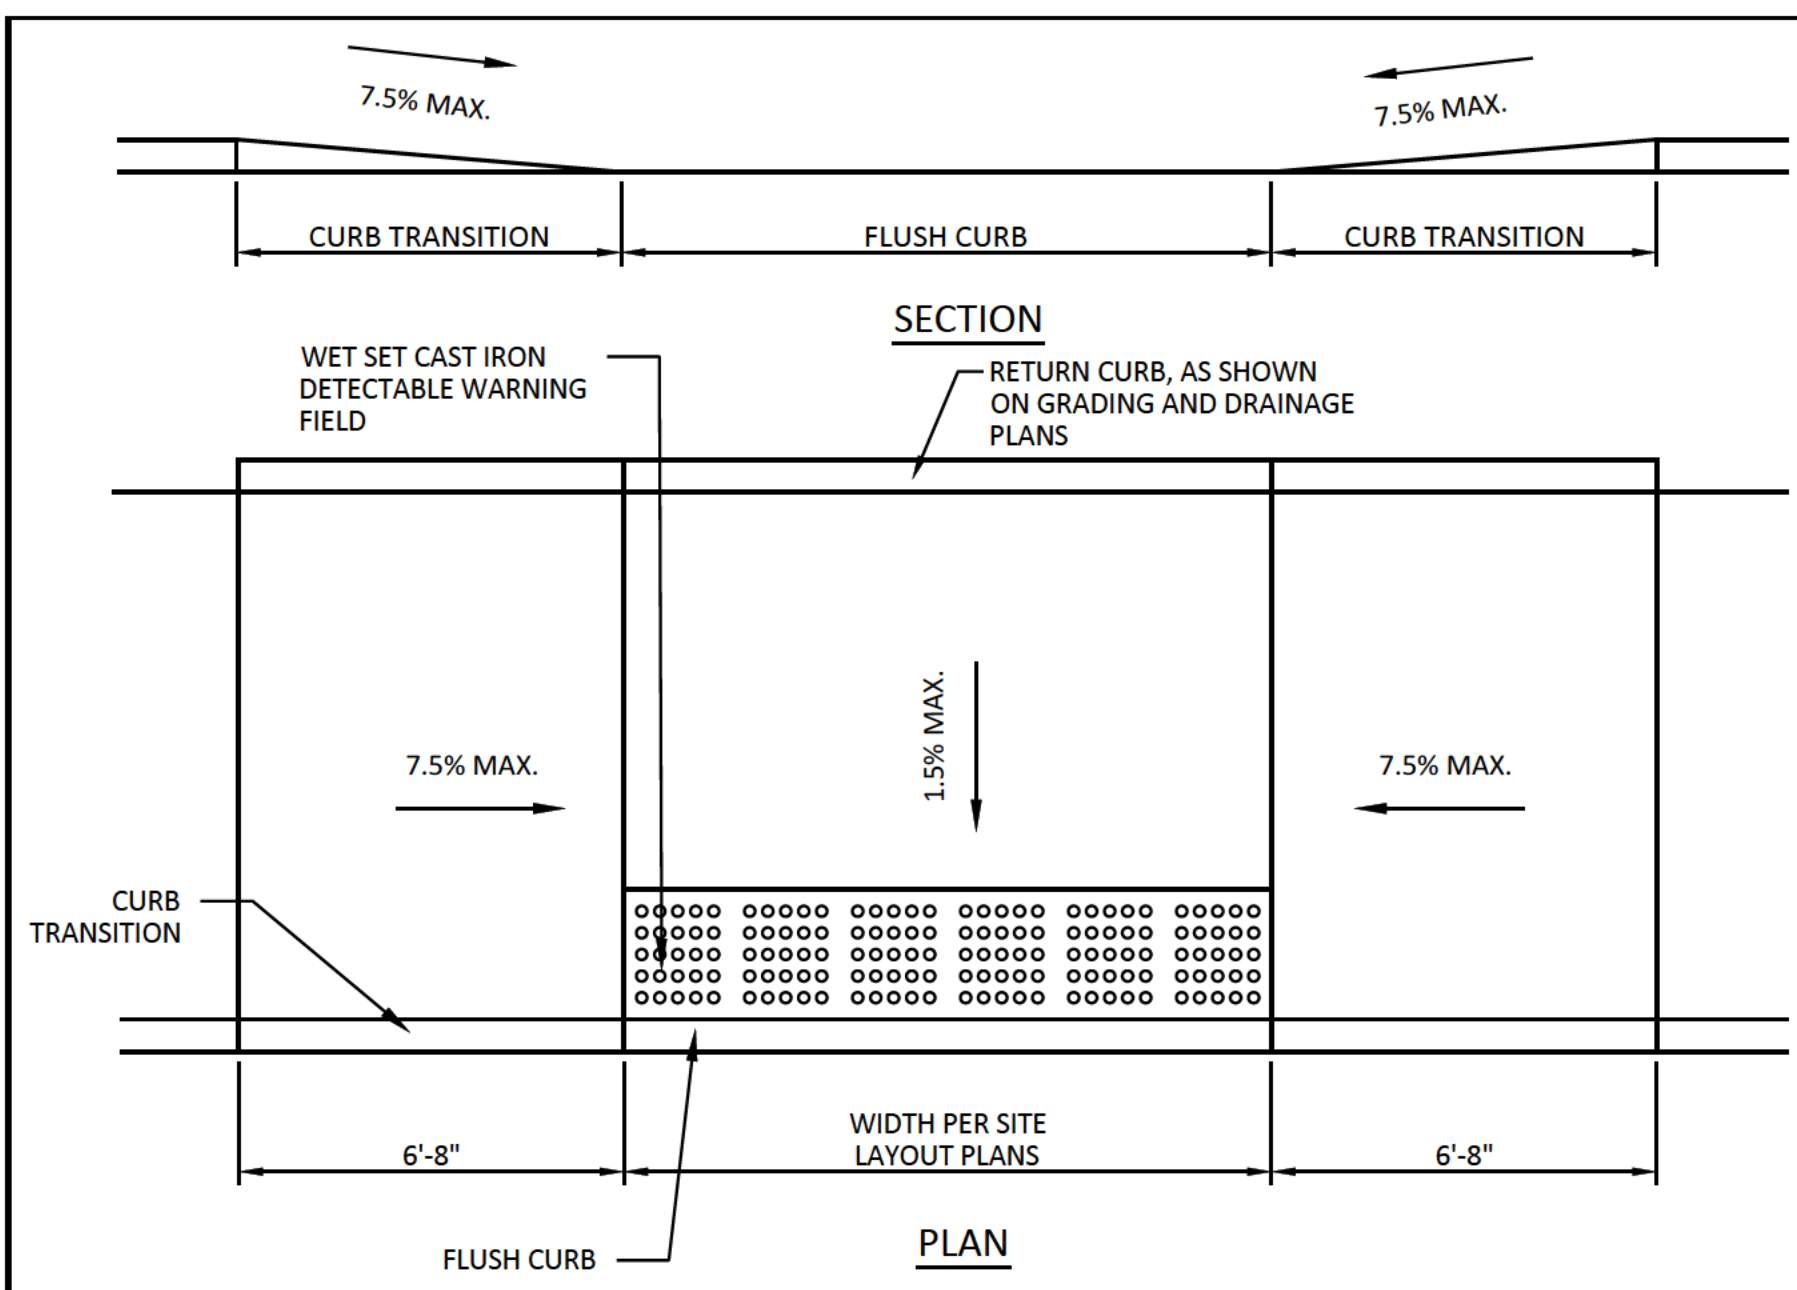 7.5% MAX.
7.5% MAX.
CURB TRANSITION
FLUSH CURB
CURB TRANSITION
SECTION
WET SET CAST IRON
DETECTABLE WARNING
FIELD
RETURN CURB, AS SHOWN
ON GRADING AND DRAINAGE
PLANS
7.5% MAX.
1.5% MAX.
7.5% MAX.
CURB
TRANSITION
6'-8"
WIDTH PER SITE
LAYOUT PLANS
6'-8"
FLUSH CURB
PLAN